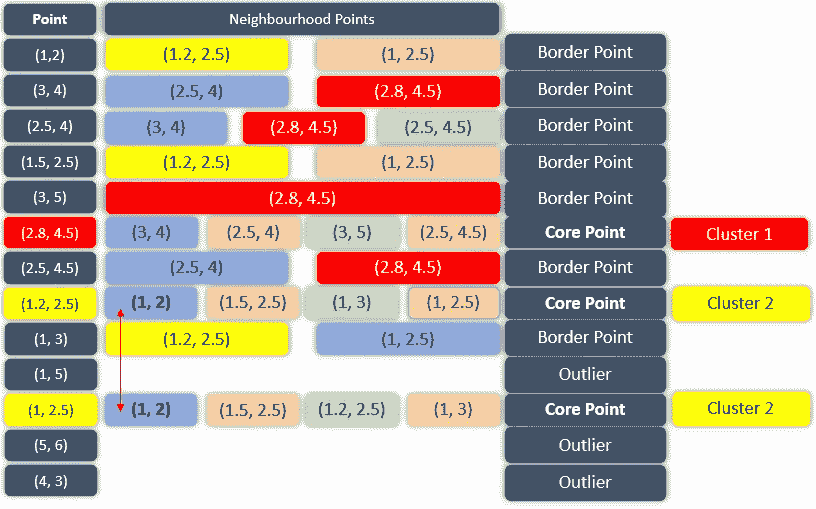 Point Neighbourhood Points
(1,2) (1.2, 2.5) (1, 2.5) Border Point
(3, 4) (2.5, 4) (2.8, 4.5) Border Point
(2.5, 4) (3, 4) (2.8, 4.5) (2.5, 4.5) Border Point
(1.5, 2.5) (1.2, 2.5) (1, 2.5) Border Point
(3, 5) (2.8, 4.5) Border Point
(2.8, 4.5) (3, 4) (2.5, 4) (3, 5) (2.5, 4.5) Core Point Cluster 1
(2.5, 4.5) (2.5, 4) (2.8, 4.5) Border Point
(1.2, 2.5) (1, 2) (1.5, 2.5) (1, 3) (1, 2.5) Core Point Cluster 2
(1, 3) (1.2, 2.5) (1, 2.5) Border Point
(1, 5) Outlier
(1, 2.5) (1, 2) (1.5, 2.5) (1.2, 2.5) (1, 3) Core Point Cluster 2
(5, 6) Outlier
(4, 3) Outlier